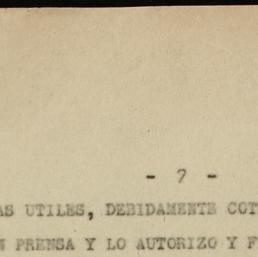 - 7 -
AS UTILES, DEBIDAMENTE COT
N PRENSA Y LO AUTORIZO Y F